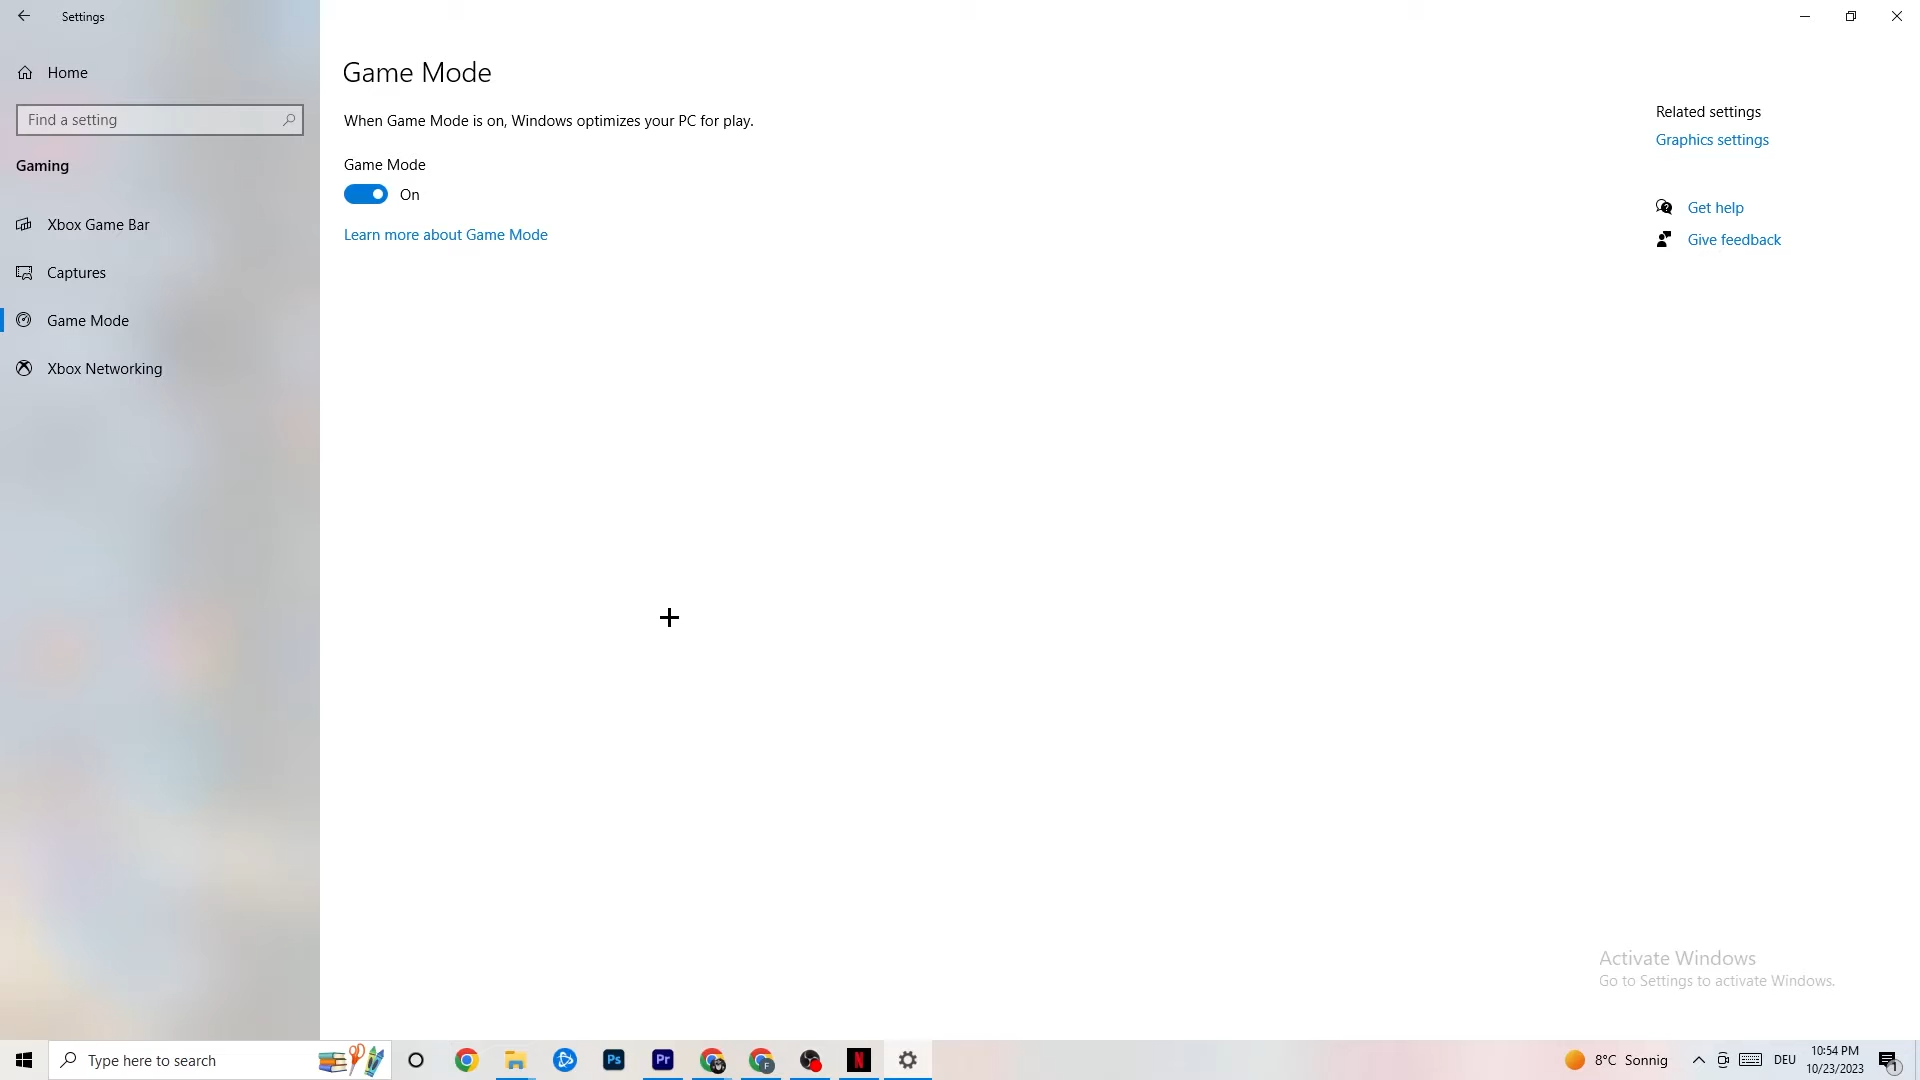 Settings
Home
Find a setting
Gaming
Xbox Game Bar
Captures
Game Mode
Xbox Networking
Game Mode
When Game Mode is on, Windows optimizes your PC for play.
Game Mode
On
Learn more about Game Mode
Related settings
Graphics settings
Get help
Give feedback
Activate Windows
Go to Settings to activate Windows.
Type here to search
Ps
Pr
F
N
8°C Sonnig
DEU
10:54 PM
10/23/2023
1